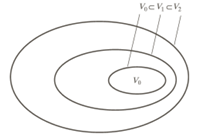 V₀ ⊂ V₁ ⊂ V₂
V₀